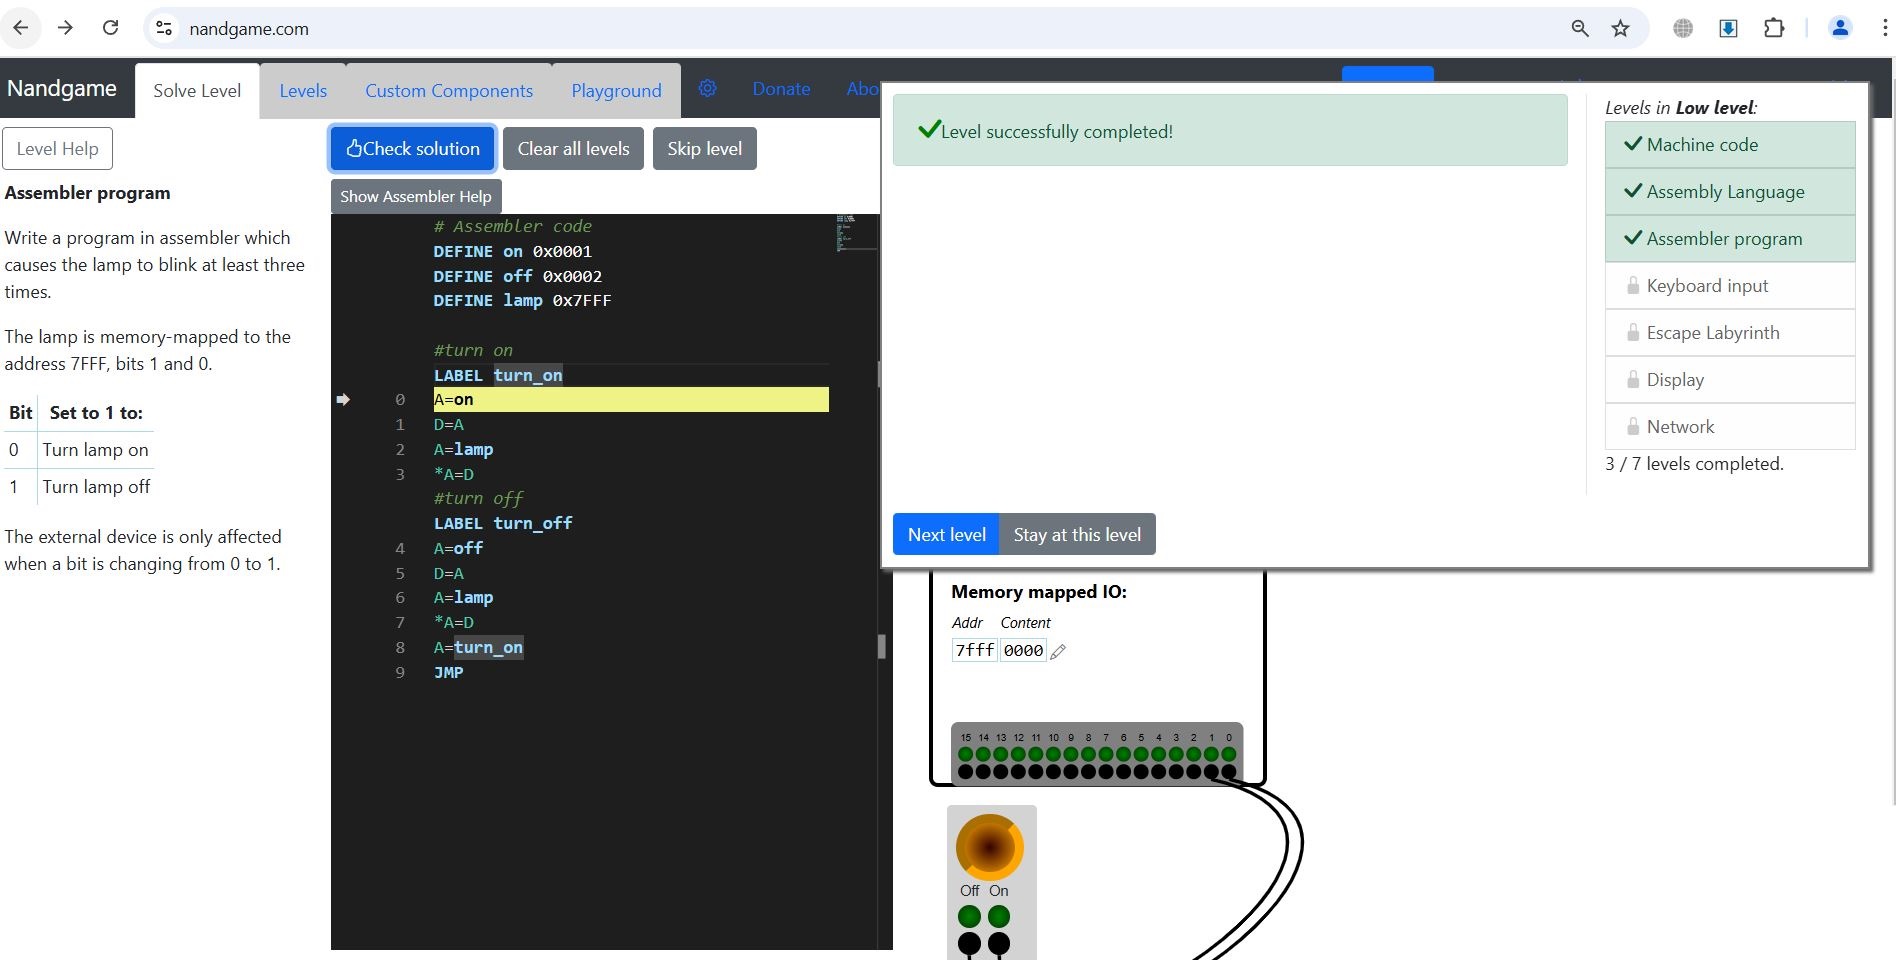 nandgame.com
Nandgame
Solve Level
Levels
Custom Components
Playground
Donate
Abo
Level Help
Assembler program
Write a program in assembler which
causes the lamp to blink at least three
times.
The lamp is memory-mapped to the
address 7FFF, bits 1 and 0.
Bit Set to 1 to:
0 Turn lamp on
1 Turn lamp off
The external device is only affected
when a bit is changing from 0 to 1.
Check solution
Clear all levels
Skip level
Show Assembler Help
# Assembler code
DEFINE on 0x0001
DEFINE off 0x0002
DEFINE lamp 0x7FFF
#turn on
LABEL turn_on
0 A=on
1 D=A
2 A=lamp
3 *A=D
#turn off
LABEL turn_off
4 A=off
5 D=A
6 A=lamp
7 *A=D
8 A=turn_on
9 JMP
Level successfully completed!
Next level
Stay at this level
Levels in Low level:
Machine code
Assembly Language
Assembler program
Keyboard input
Escape Labyrinth
Display
Network
3 / 7 levels completed.
Memory mapped IO:
Addr Content
7fff 0000
15 14 13 12 11 10 9 8 7 6 5 4 3 2 1 0
Off On